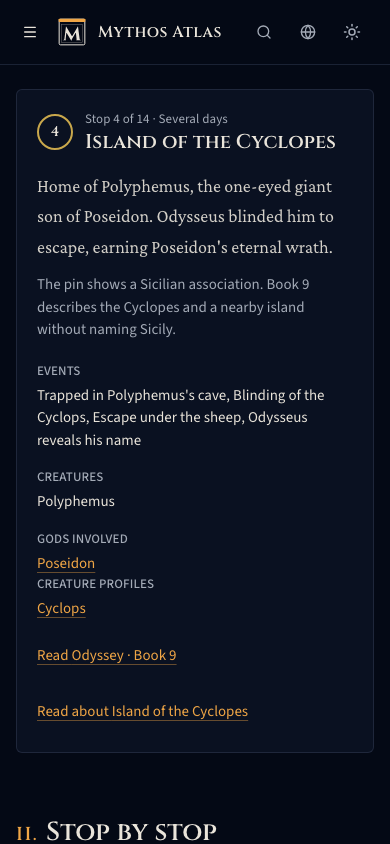 M
MYTHOS ATLAS
4
Stop 4 of 14 · Several days
ISLAND OF THE CYCLOPES
Home of Polyphemus, the one-eyed giant
son of Poseidon. Odysseus blinded him to
escape, earning Poseidon's eternal wrath.
The pin shows a Sicilian association. Book 9
describes the Cyclopes and a nearby island
without naming Sicily.
EVENTS
Trapped in Polyphemus's cave, Blinding of the
Cyclops, Escape under the sheep, Odysseus
reveals his name
CREATURES
Polyphemus
GODS INVOLVED
Poseidon
CREATURE PROFILES
Cyclops
Read Odyssey · Book 9
Read about Island of the Cyclopes
II. STOP BY STOP